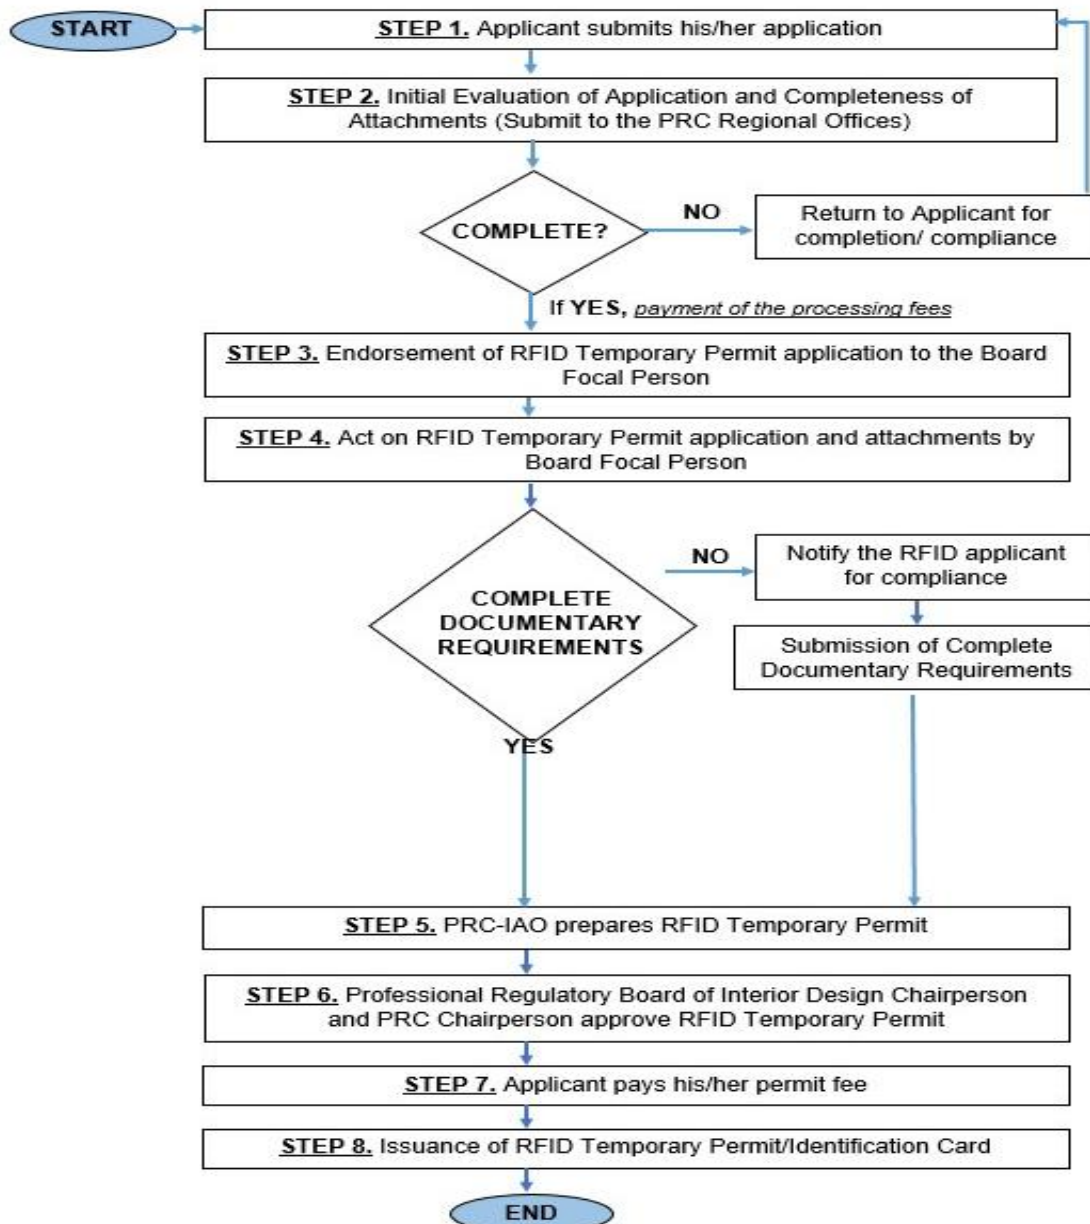 START
STEP 1. Applicant submits his/her application
STEP 2. Initial Evaluation of Application and Completeness of
Attachments (Submit to the PRC Regional Offices)
COMPLETE?
NO
Return to Applicant for
completion/ compliance
If YES, payment of the processing fees
STEP 3. Endorsement of RFID Temporary Permit application to the Board
Focal Person
STEP 4. Act on RFID Temporary Permit application and attachments by
Board Focal Person
COMPLETE
DOCUMENTARY
REQUIREMENTS
NO
Notify the RFID applicant
for compliance
Submission of Complete
Documentary Requirements
YES
STEP 5. PRC-IAO prepares RFID Temporary Permit
STEP 6. Professional Regulatory Board of Interior Design Chairperson
and PRC Chairperson approve RFID Temporary Permit
STEP 7. Applicant pays his/her permit fee
STEP 8. Issuance of RFID Temporary Permit/Identification Card
END